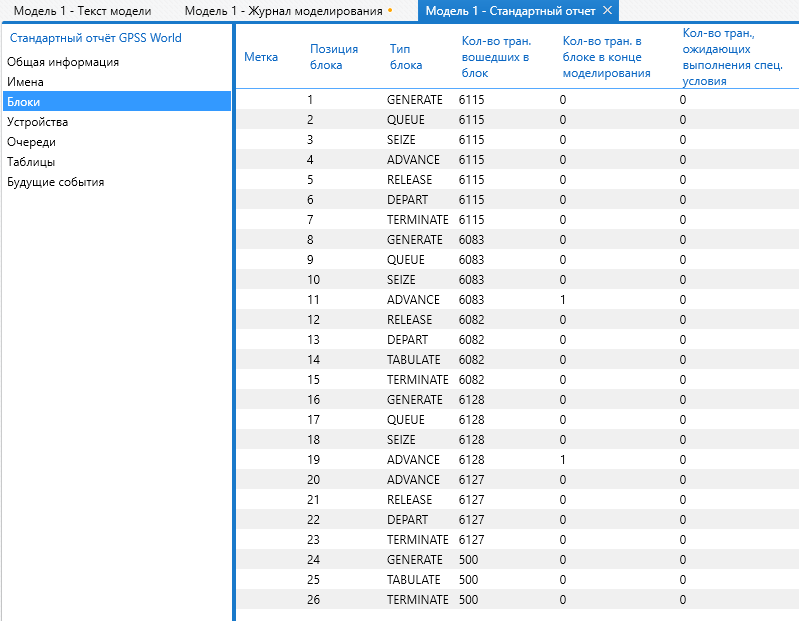 Модель 1 - Текст модели Модель 1 - Журнал моделирования Модель 1 - Стандартный отчет ✕
Стандартный отчёт GPSS World
Общая информация
Имена
Блоки
Устройства
Очереди
Таблицы
Будущие события
Метка
Позиция
блока
Тип
блока
Кол-во тран.
вошедших в
блок
Кол-во тран. в
блоке в конце
моделирования
Кол-во тран.,
ожидающих
выполнения спец.
условия
1 GENERATE 6115 0 0
2 QUEUE 6115 0 0
3 SEIZE 6115 0 0
4 ADVANCE 6115 0 0
5 RELEASE 6115 0 0
6 DEPART 6115 0 0
7 TERMINATE 6115 0 0
8 GENERATE 6083 0 0
9 QUEUE 6083 0 0
10 SEIZE 6083 0 0
11 ADVANCE 6083 1 0
12 RELEASE 6082 0 0
13 DEPART 6082 0 0
14 TABULATE 6082 0 0
15 TERMINATE 6082 0 0
16 GENERATE 6128 0 0
17 QUEUE 6128 0 0
18 SEIZE 6128 0 0
19 ADVANCE 6128 1 0
20 ADVANCE 6127 0 0
21 RELEASE 6127 0 0
22 DEPART 6127 0 0
23 TERMINATE 6127 0 0
24 GENERATE 500 0 0
25 TABULATE 500 0 0
26 TERMINATE 500 0 0